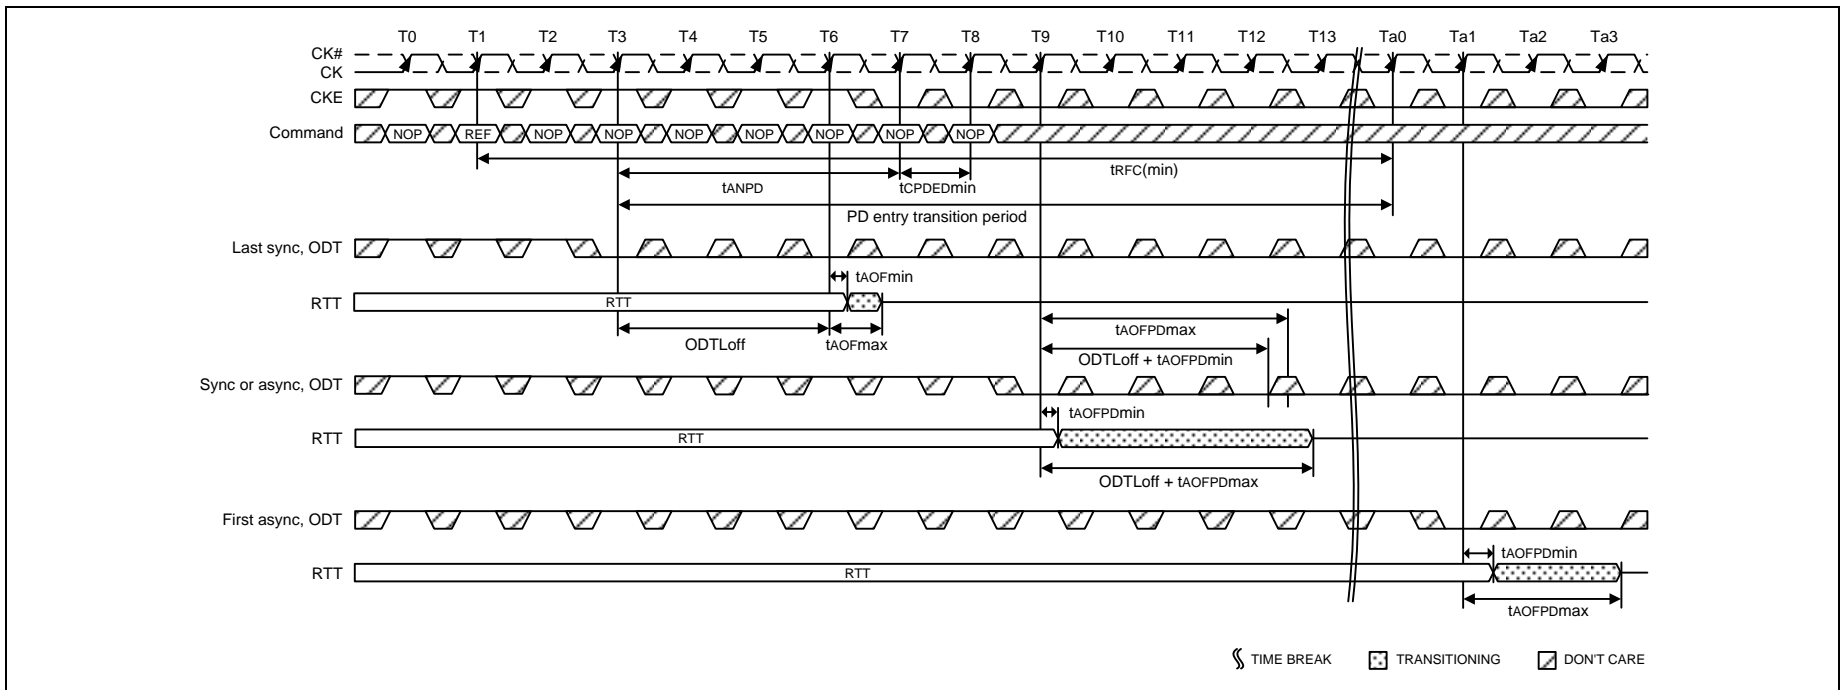 T0 T1 T2 T3 T4 T5 T6 T7 T8 T9 T10 T11 T12 T13 Ta0 Ta1 Ta2 Ta3
CK#
CK
CKE
Command NOP REF NOP NOP NOP NOP NOP NOP NOP
tRFC(min)
tANPD tCPDEDmin
PD entry transition period
Last sync, ODT
tAOFmin
RTT RTT
ODTLoff tAOFmax
tAOFPDmax
ODTLoff + tAOFPDmin
Sync or async, ODT
tAOFPDmin
RTT RTT
ODTLoff + tAOFPDmax
First async, ODT
tAOFPDmin
RTT RTT
tAOFPDmax
TIME BREAK TRANSITIONING DON'T CARE